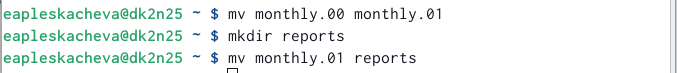 eapleskacheva@dk2n25 ~ $ mv monthly.00 monthly.01
eapleskacheva@dk2n25 ~ $ mkdir reports
eapleskacheva@dk2n25 ~ $ mv monthly.01 reports